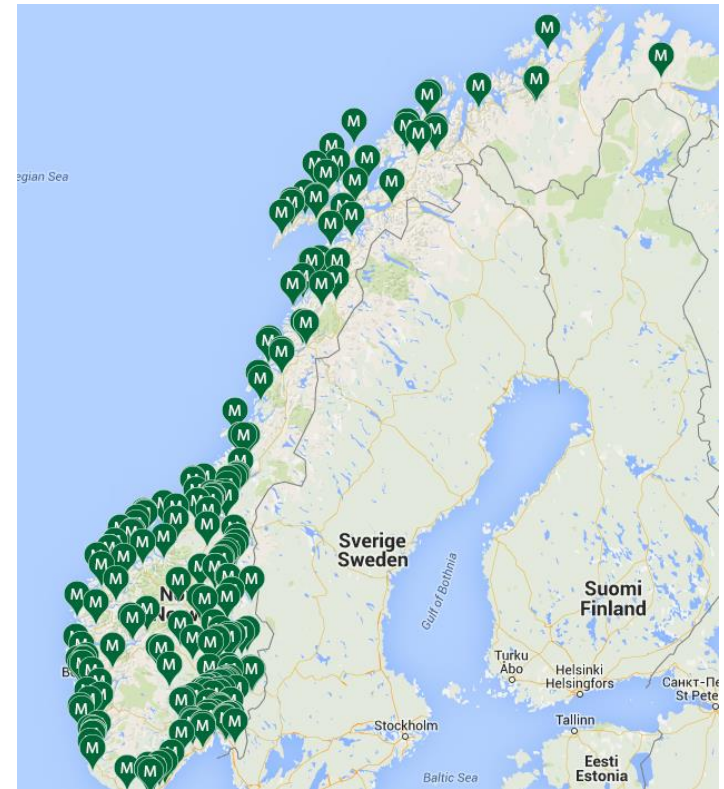 egian Sea
Sverige
Sweden
Gulf of Bothnia
Suomi
Finland
Turku
Åbo
Helsinki
Helsingfors
Санкт-Пе
St Pete
Stockholm
Tallinn
Eesti
Estonia
Baltic Sea